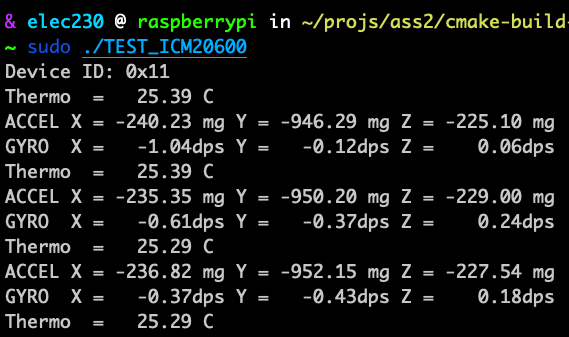 & elec230 @ raspberrypi in ~/projs/ass2/cmake-build-
~ sudo ./TEST_ICM20600
Device ID: 0x11
Thermo  =   25.39 C
ACCEL X = -240.23 mg Y = -946.29 mg Z = -225.10 mg
GYRO  X =   -1.04dps Y =   -0.12dps Z =    0.06dps
Thermo  =   25.39 C
ACCEL X = -235.35 mg Y = -950.20 mg Z = -229.00 mg
GYRO  X =   -0.61dps Y =   -0.37dps Z =    0.24dps
Thermo  =   25.29 C
ACCEL X = -236.82 mg Y = -952.15 mg Z = -227.54 mg
GYRO  X =   -0.37dps Y =   -0.43dps Z =    0.18dps
Thermo  =   25.29 C